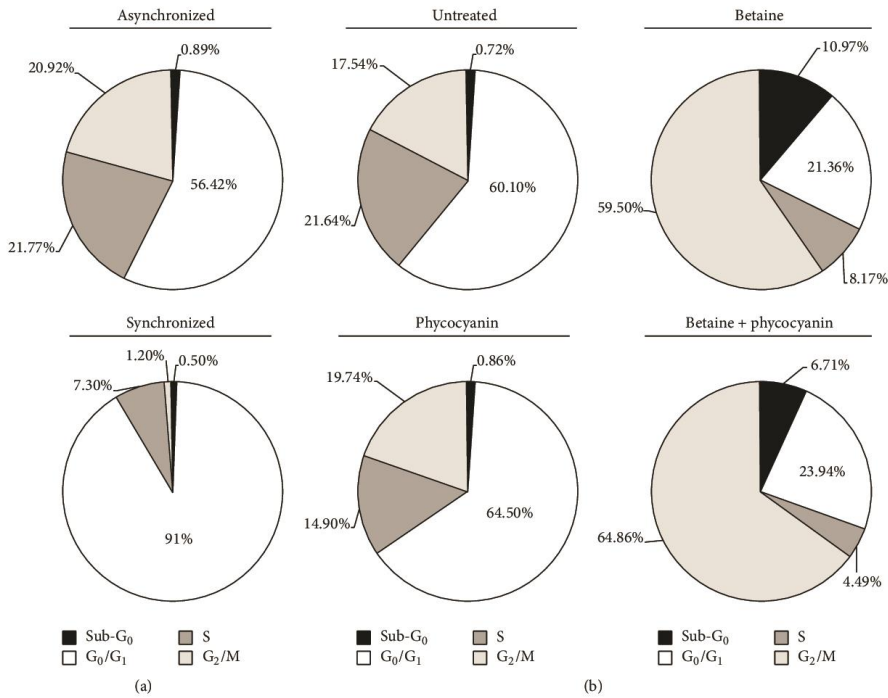 Asynchronized
0.89%
20.92%
56.42%
21.77%
Synchronized
1.20%
0.50%
7.30%
91%
Sub-G0
S
G0/G1
G2/M
(a)
Untreated
0.72%
17.54%
60.10%
21.64%
Betaine
10.97%
21.36%
59.50%
8.17%
Phycocyanin
0.86%
19.74%
64.50%
14.90%
Betaine + phycocyanin
6.71%
23.94%
64.86%
4.49%
Sub-G0
S
G0/G1
G2/M
Sub-G0
S
G0/G1
G2/M
(b)